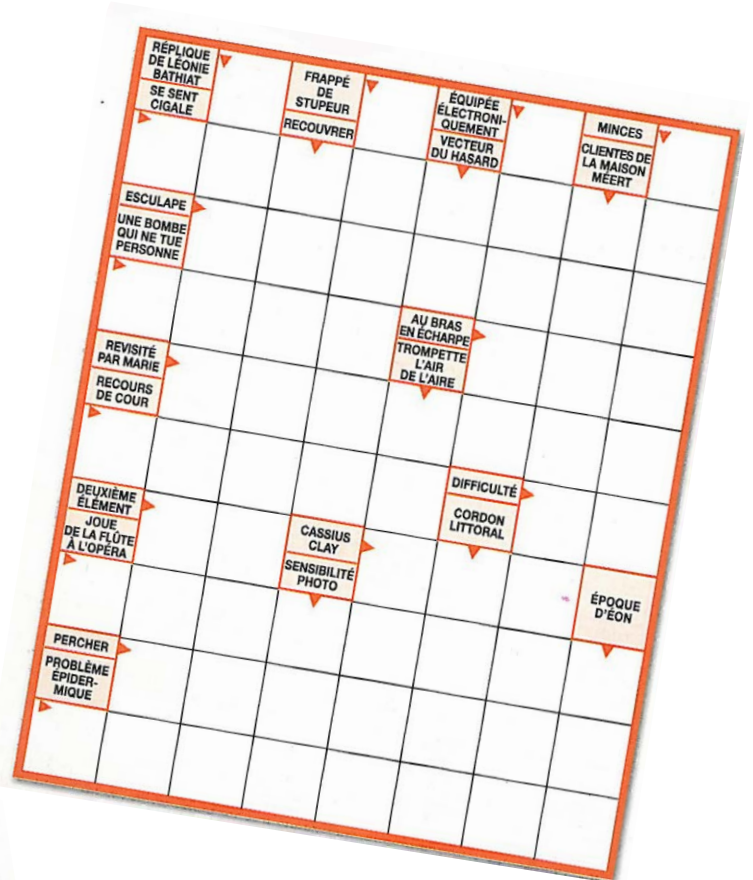 RÉPLIQUE
DE LÉONIE
BATHIAT
SE SENT
CIGALE
FRAPPÉ
DE
STUPEUR
RECOUVRER
ÉQUIPÉE
ÉLECTRONI-
QUEMENT
VECTEUR
DU HASARD
MINCES
CLIENTES DE
LA MAISON
MÉERT
ESCULAPE
UNE BOMBE
QUI NE TUE
PERSONNE
AU BRAS
EN ÉCHARPE
TROMPETTE
L'AIR
DE L'AIRE
REVISITÉ
PAR MARIE
RECOURS
DE COUR
DIFFICULTÉ
CORDON
LITTORAL
DEUXIÈME
ÉLÉMENT
JOUE
DE LA FLÛTE
À L'OPÉRA
CASSIUS
CLAY
SENSIBILITÉ
PHOTO
ÉPOQUE
D'ÉON
PERCHER
PROBLÈME
ÉPIDER-
MIQUE